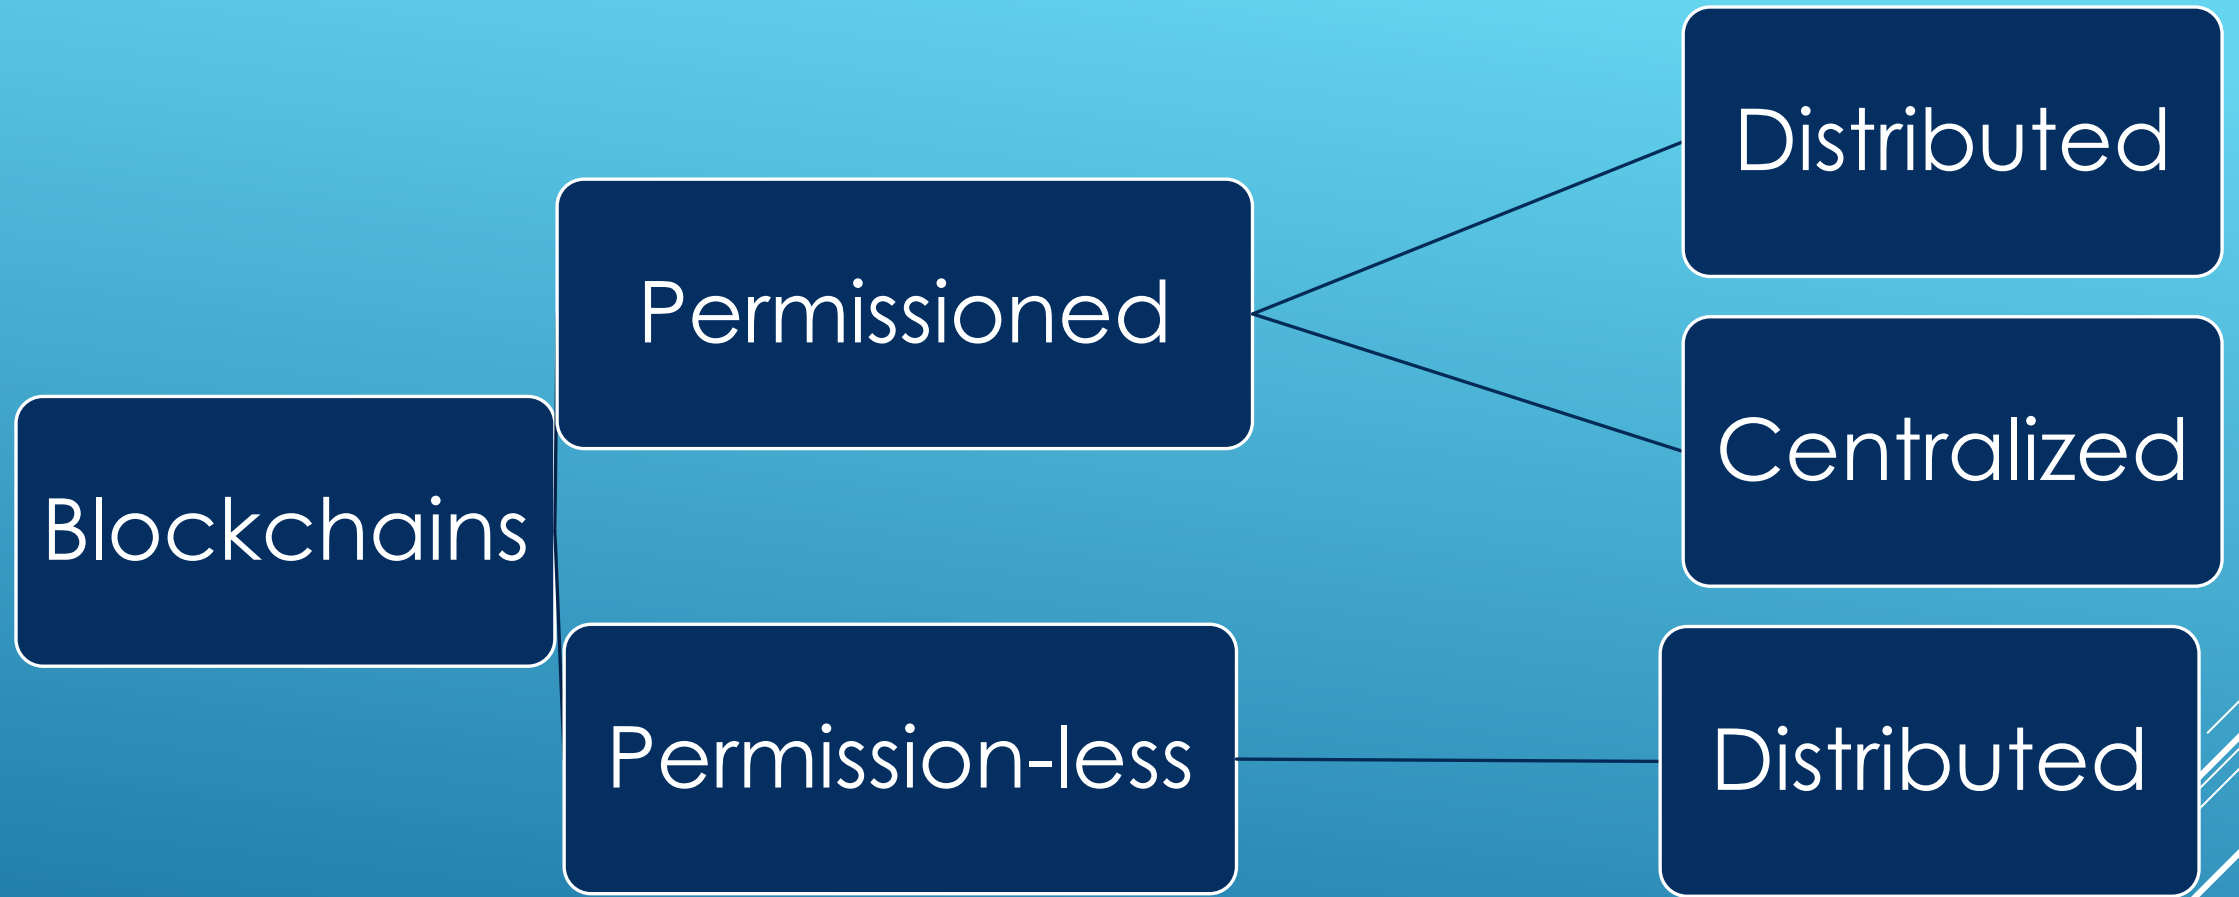 Blockchains
Permissioned
Distributed
Centralized
Permission-less
Distributed